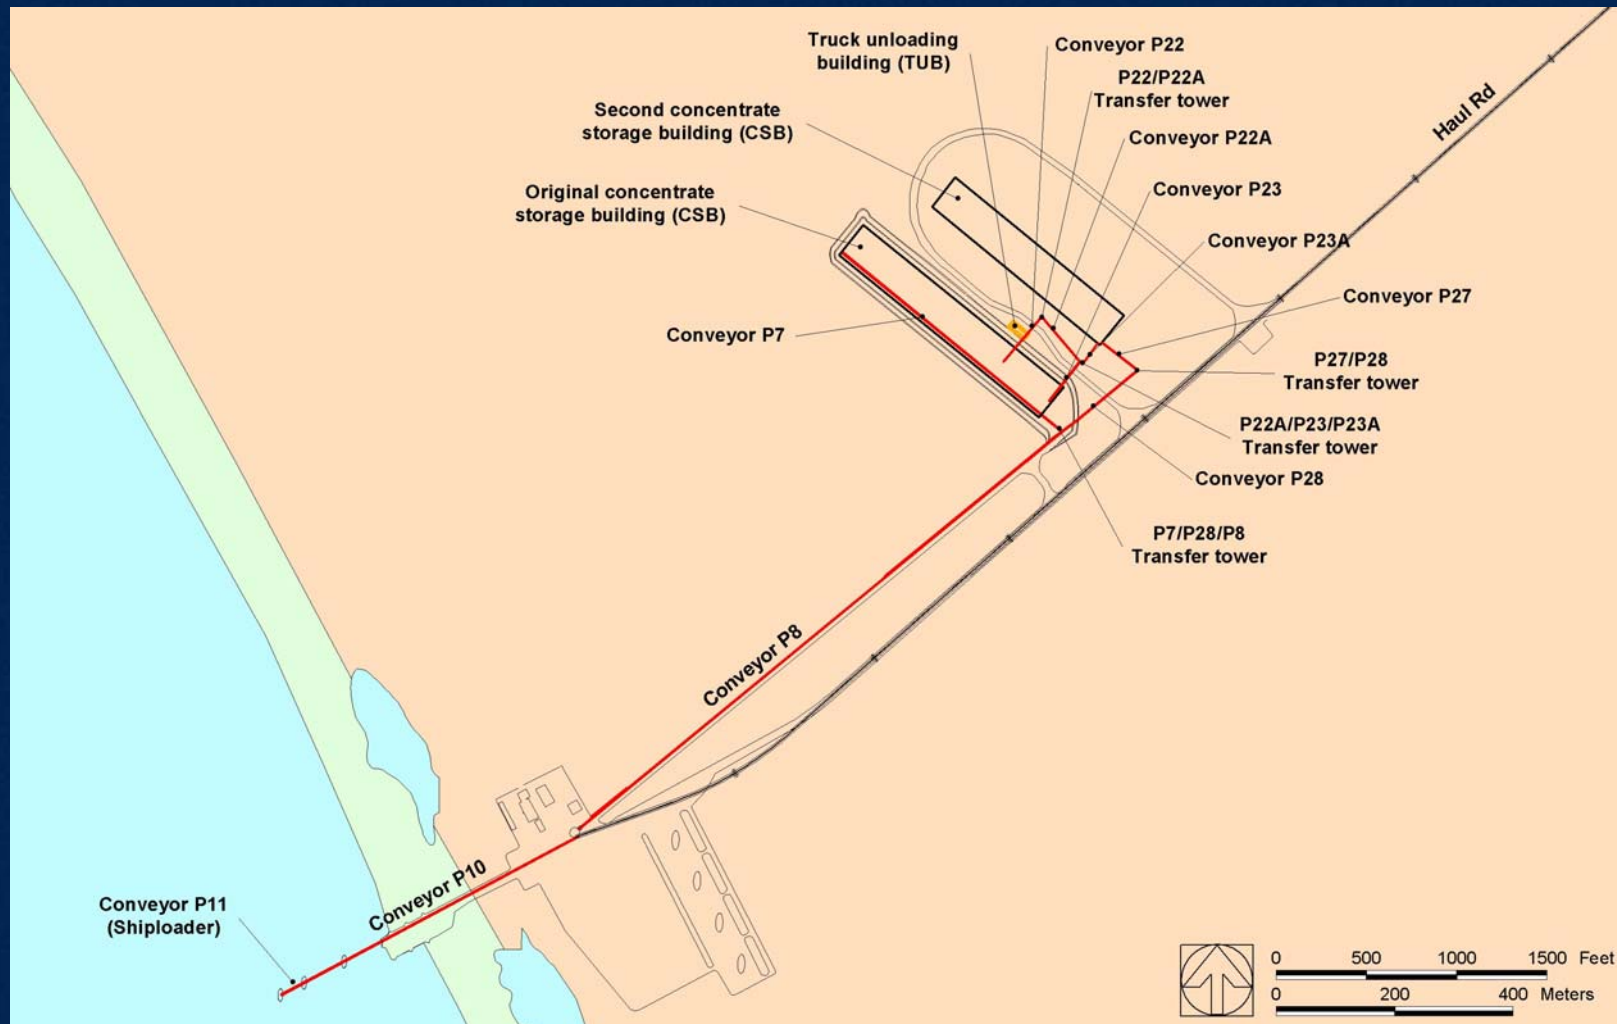 Truck unloading
building (TUB)
Conveyor P22
P22/P22A
Transfer tower
Haul Rd
Second concentrate
storage building (CSB)
Conveyor P22A
Original concentrate
storage building (CSB)
Conveyor P23
Conveyor P23A
Conveyor P27
Conveyor P7
P27/P28
Transfer tower
P22A/P23/P23A
Transfer tower
Conveyor P28
P7/P28/P8
Transfer tower
Conveyor P8
Conveyor P10
Conveyor P11
(Shiploader)
0 500 1000 1500 Feet
0 200 400 Meters